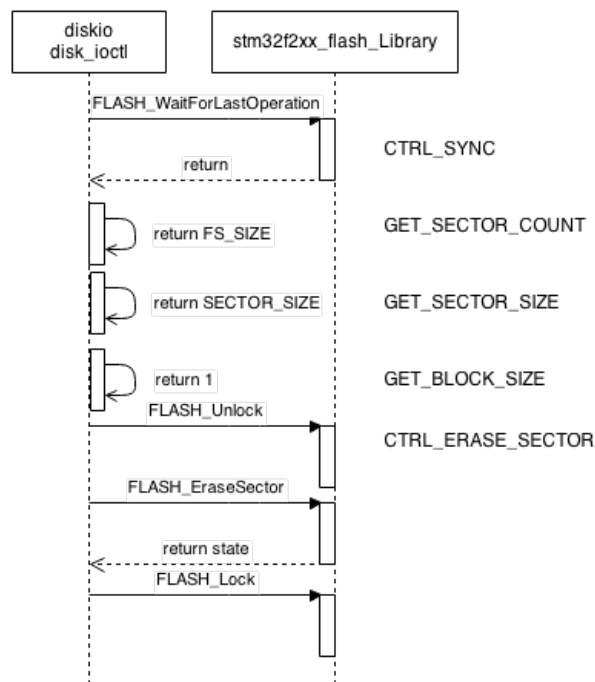 diskio
disk_ioctl
stm32f2xx_flash_Library
FLASH_WaitForLastOperation
CTRL_SYNC
return
return FS_SIZE
GET_SECTOR_COUNT
return SECTOR_SIZE
GET_SECTOR_SIZE
return 1
GET_BLOCK_SIZE
FLASH_Unlock
CTRL_ERASE_SECTOR
FLASH_EraseSector
return state
FLASH_Lock